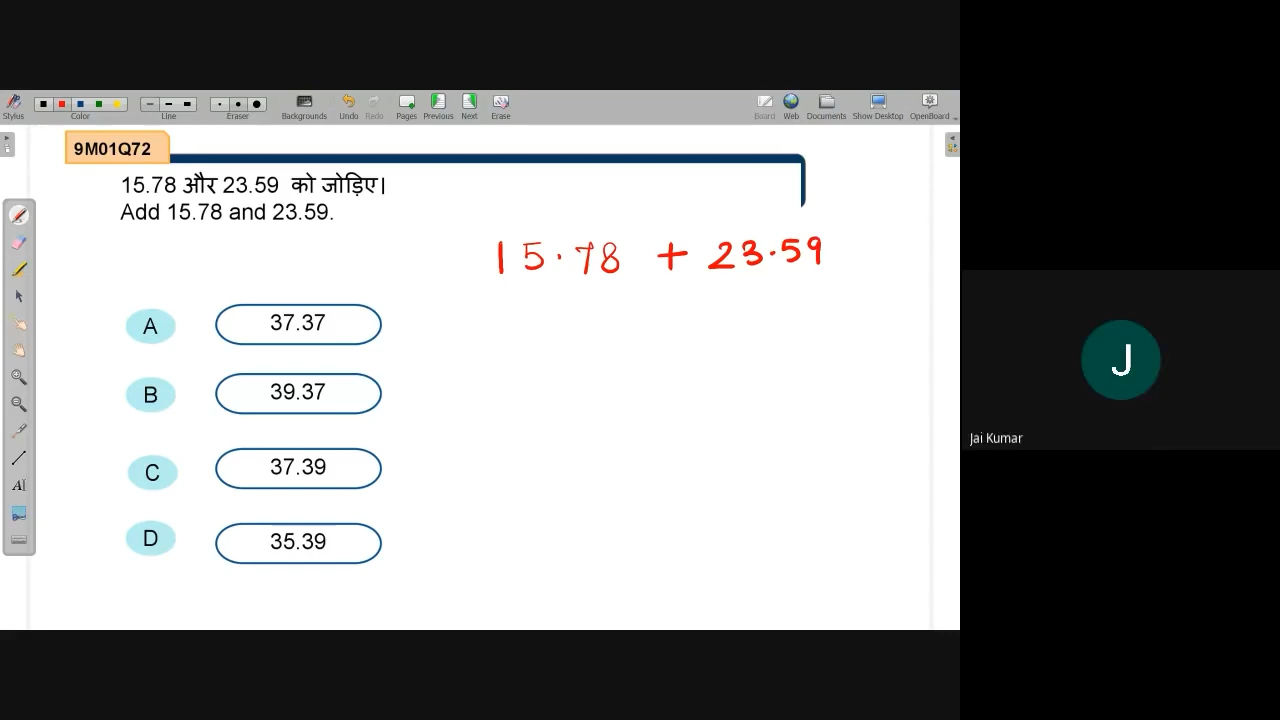 Stylus
Color
Line
Eraser
Backgrounds
Undo
Redo
Pages
Previous
Next
Erase
Board
Web
Documents
Show Desktop
OpenBoard
9M01Q72
15.78 और 23.59 को जोड़िए।
Add 15.78 and 23.59.
15.78 + 23.59
A 37.37
B 39.37
C 37.39
D 35.39
AI
J
Jai Kumar